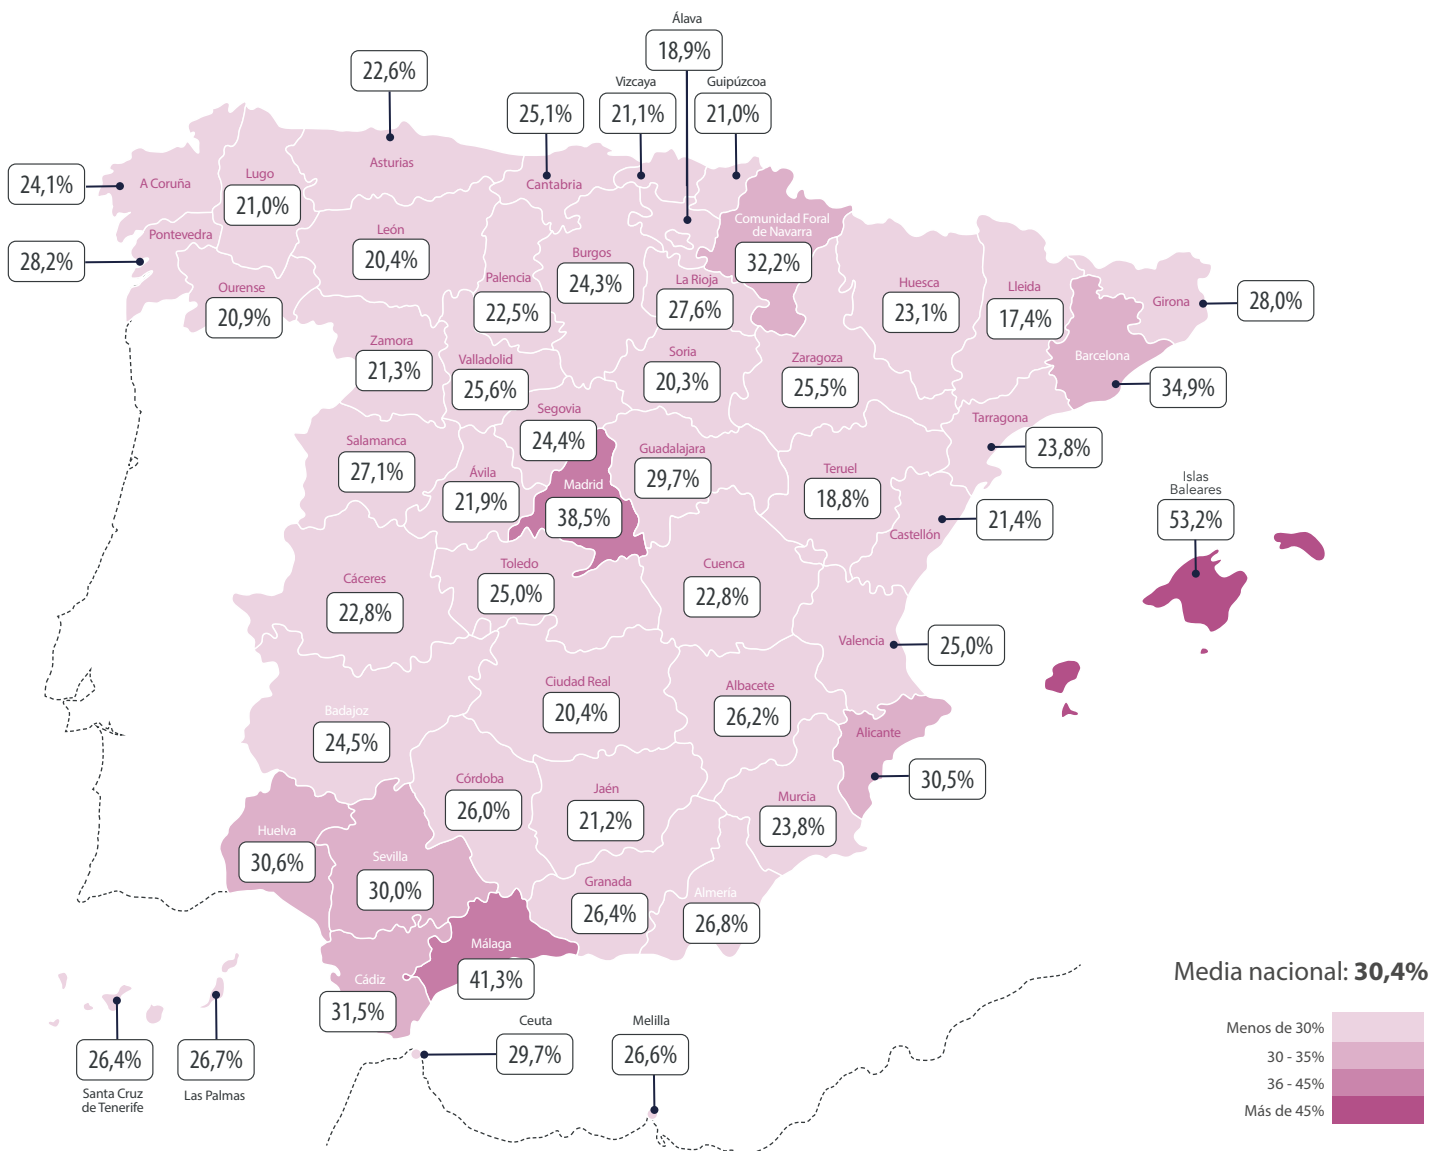 Álava
18,9%
22,6%
Vizcaya
Guipúzcoa
25,1%
21,1%
21,0%
Asturias
24,1%
A Coruña
Lugo
21,0%
Cantabria
Pontevedra
28,2%
León
20,4%
Comunidad Foral
de Navarra
32,2%
Ourense
20,9%
Palencia
22,5%
Burgos
24,3%
La Rioja
27,6%
Huesca
23,1%
Lleida
17,4%
Girona
28,0%
Zamora
21,3%
Valladolid
25,6%
Soria
20,3%
Zaragoza
25,5%
Barcelona
34,9%
Segovia
24,4%
Tarragona
23,8%
Salamanca
27,1%
Ávila
21,9%
Madrid
38,5%
Guadalajara
29,7%
Teruel
18,8%
Castellón
21,4%
Islas
Baleares
53,2%
Cáceres
22,8%
Toledo
25,0%
Cuenca
22,8%
Valencia
25,0%
Badajoz
24,5%
Ciudad Real
20,4%
Albacete
26,2%
Alicante
30,5%
Córdoba
26,0%
Jaén
21,2%
Murcia
23,8%
Huelva
30,6%
Sevilla
30,0%
Granada
26,4%
Almería
26,8%
Málaga
41,3%
Cádiz
31,5%
Ceuta
29,7%
Melilla
26,6%
26,4%
Santa Cruz
de Tenerife
26,7%
Las Palmas
Media nacional: 30,4%
Menos de 30%
30 - 35%
36 - 45%
Más de 45%